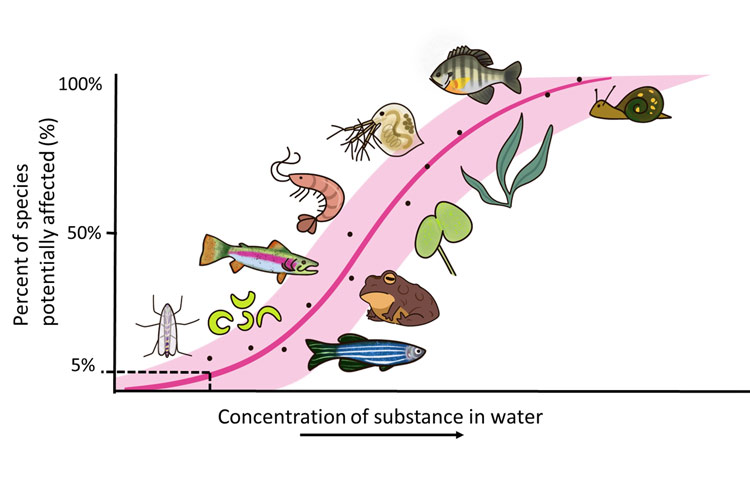 100%
Percent of species
potentially affected (%)
50%
5%
Concentration of substance in water